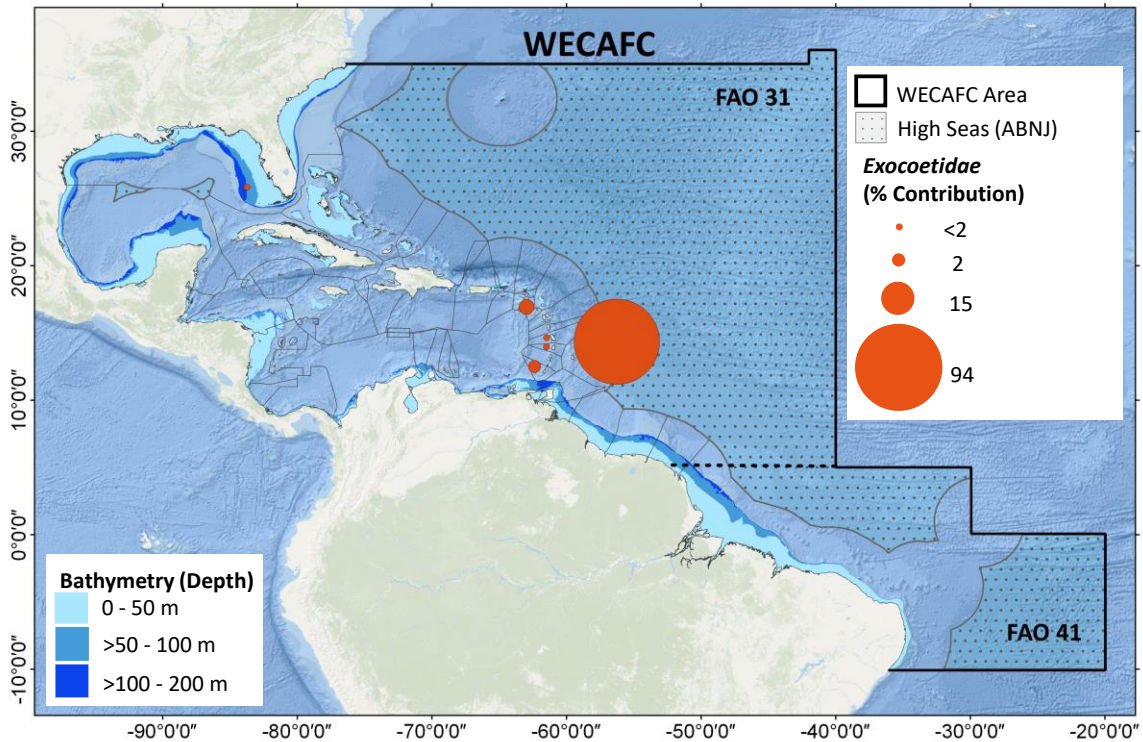 WECAFC
FAO 31
WECAFC Area
High Seas (ABNJ)
Exocoetidae
(% Contribution)
<2
2
15
94
FAO 41
Bathymetry (Depth)
0 - 50 m
>50 - 100 m
>100 - 200 m
30°0'0"
20°0'0"
10°0'0"
0°0'0"
-10°0'0"
-90°0'0" -80°0'0" -70°0'0" -60°0'0" -50°0'0" -40°0'0" -30°0'0" -20°0'0"